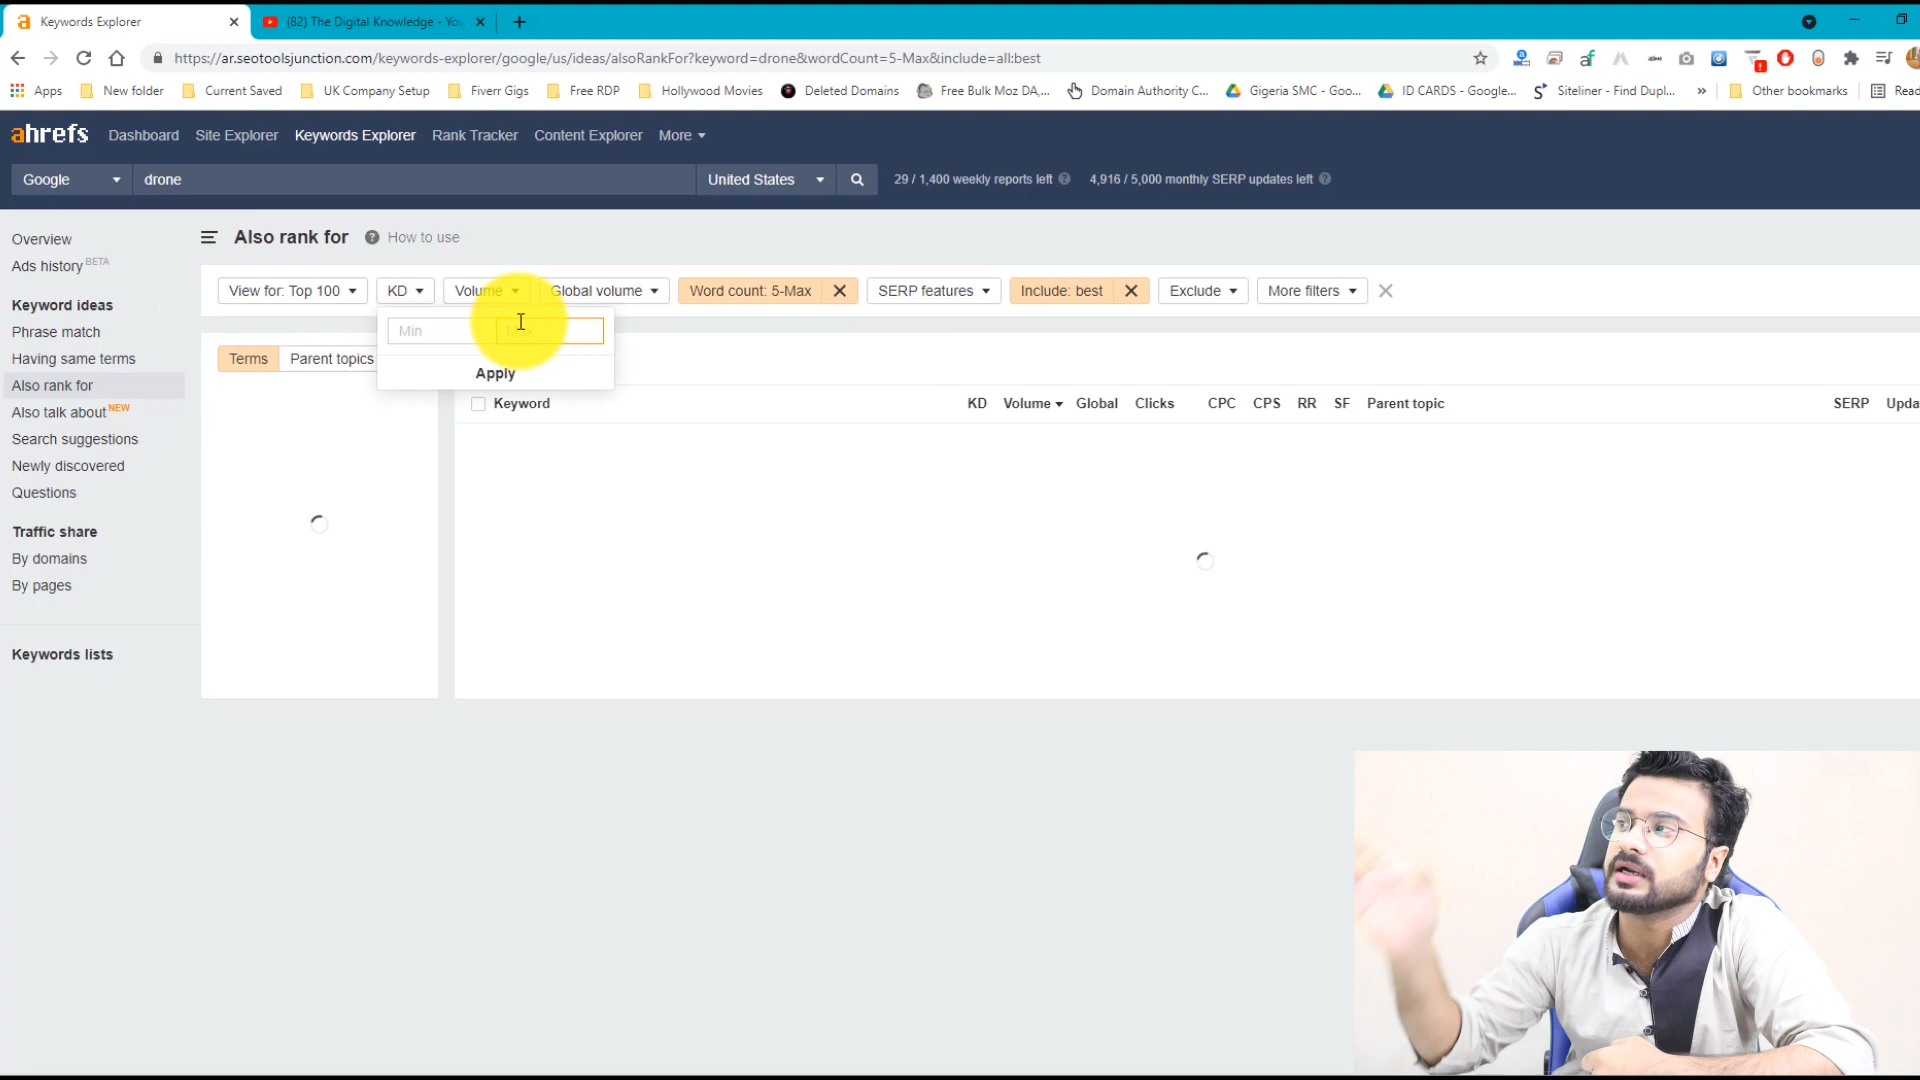 Keywords Explorer
(82) The Digital Knowledge - You
https://ar.seotoolsjunction.com/keywords-explorer/google/us/ideas/alsoRankFor?keyword=drone&wordCount=5-Max&include=all:best
Apps New folder Current Saved UK Company Setup Fiverr Gigs Free RDP Hollywood Movies Deleted Domains Free Bulk Moz DA,... Domain Authority C... Gigeria SMC - Goo... ID CARDS - Google... Siteliner - Find Dupl... » Other bookmarks Read
ahrefs Dashboard Site Explorer Keywords Explorer Rank Tracker Content Explorer More
Google drone United States 29 / 1,400 weekly reports left 4,916 / 5,000 monthly SERP updates left
Overview
Ads history BETA
Keyword ideas
Phrase match
Having same terms
Also rank for
Also talk about NEW
Search suggestions
Newly discovered
Questions
Traffic share
By domains
By pages
Keywords lists
Also rank for How to use
View for: Top 100 KD Volume Global volume Word count: 5-Max SERP features Include: best Exclude More filters
Min
Apply
Terms Parent topics
Keyword KD Volume Global Clicks CPC CPS RR SF Parent topic SERP Upda